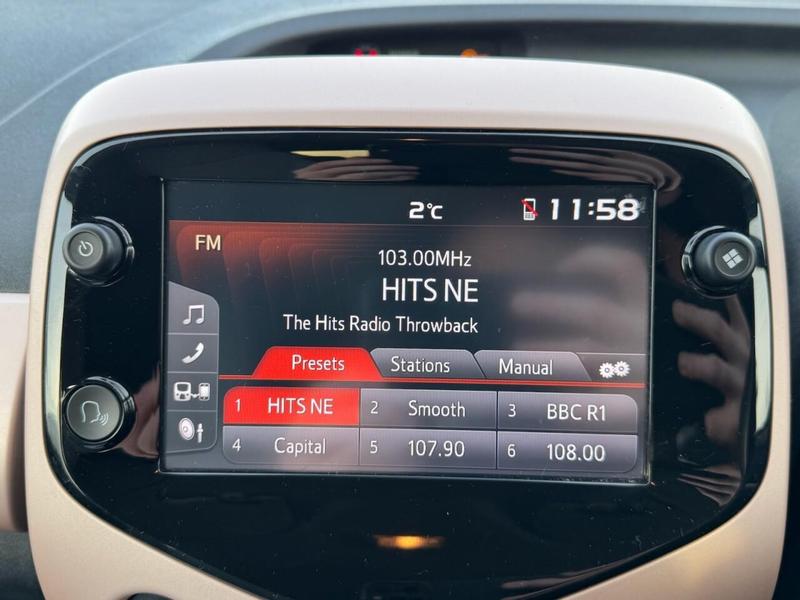 2°C 11:58
FM
103.00MHz
HITS NE
The Hits Radio Throwback
Presets Stations Manual
1 HITS NE 2 Smooth 3 BBC R1
4 Capital 5 107.90 6 108.00